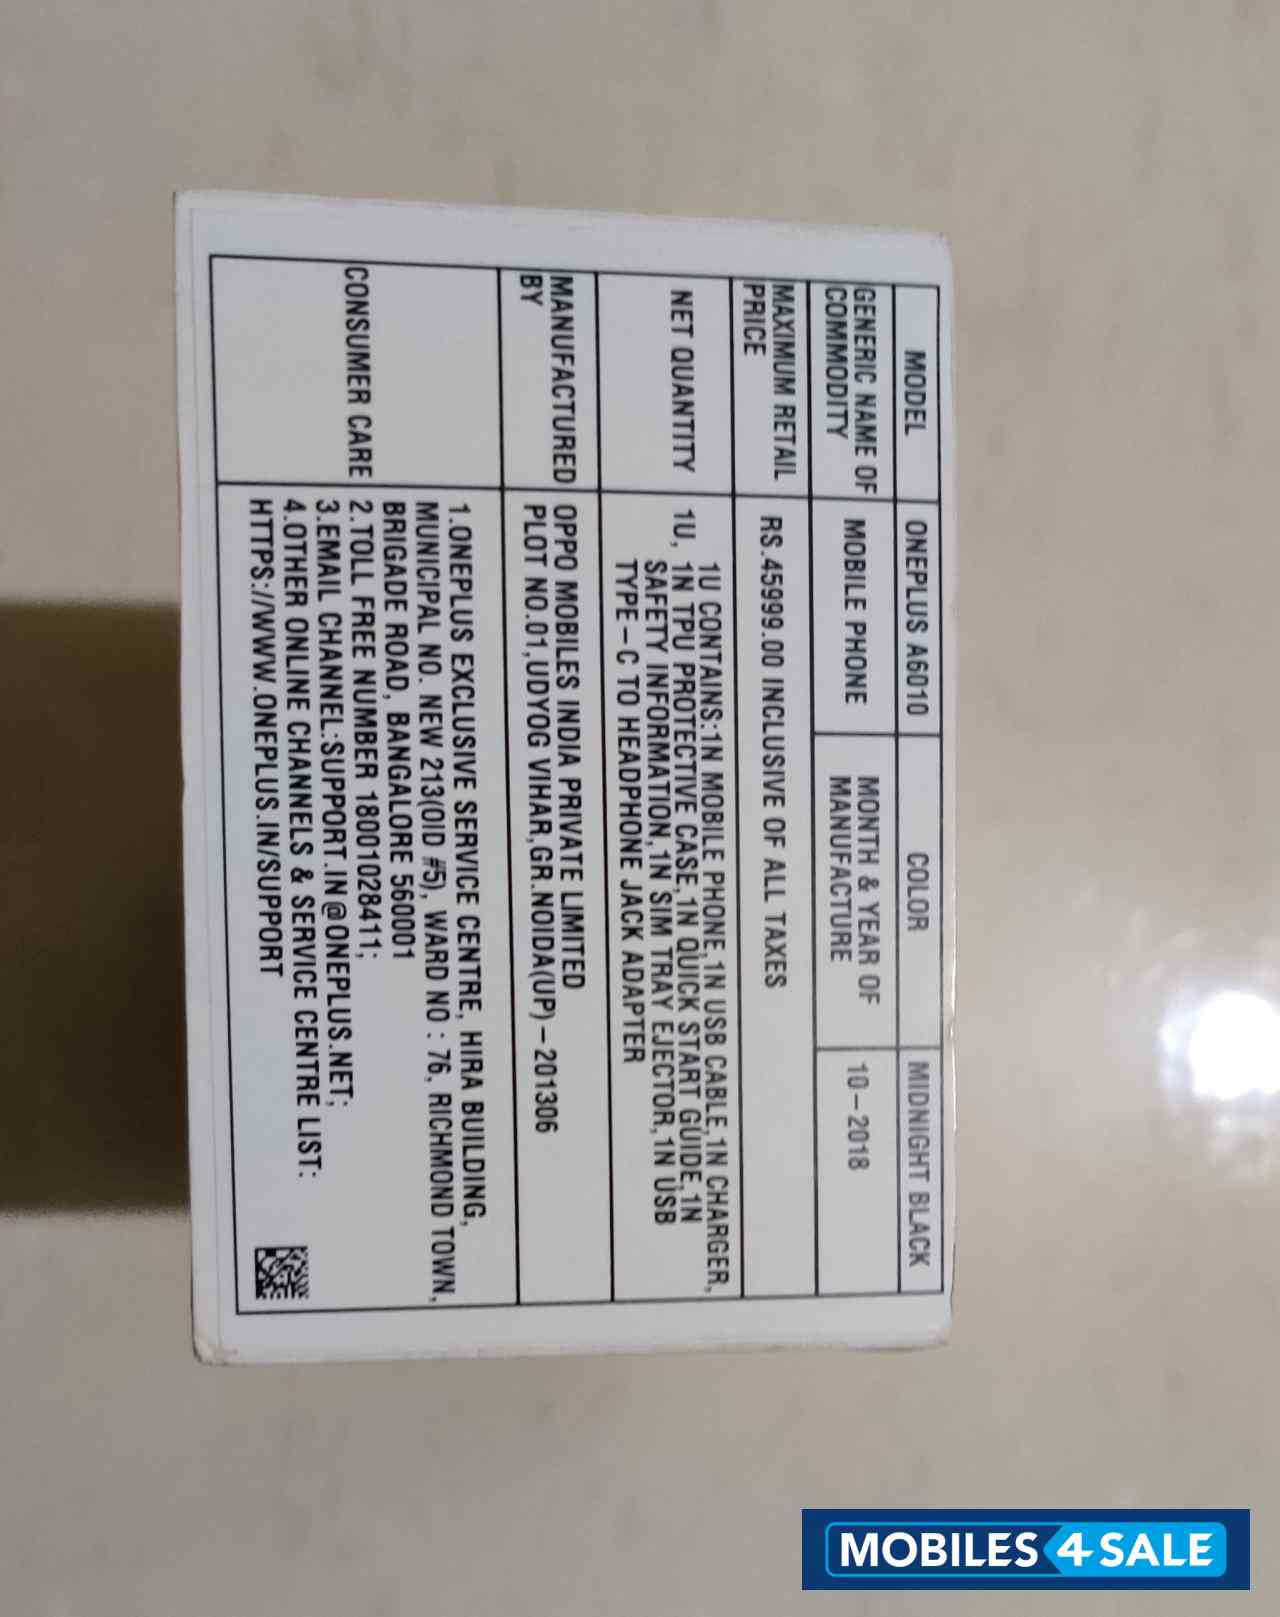 MODEL ONEPLUS A6010 COLOR MIDNIGHT BLACK
GENERIC NAME OF
COMMODITY
MOBILE PHONE
MONTH & YEAR OF
MANUFACTURE
10-2018
MAXIMUM RETAIL
PRICE
RS.45999.00 INCLUSIVE OF ALL TAXES
NET QUANTITY
1U,
1U CONTAINS:1N MOBILE PHONE,1N USB CABLE,1N CHARGER,
1N TPU PROTECTIVE CASE,1N QUICK START GUIDE,1N
SAFETY INFORMATION,1N SIM TRAY EJECTOR,1N USB
TYPE-C TO HEADPHONE JACK ADAPTER
MANUFACTURED
BY
OPPO MOBILES INDIA PRIVATE LIMITED
PLOT NO.01,UDYOG VIHAR,GR.NOIDA(UP)-201306
CONSUMER CARE
1.ONEPLUS EXCLUSIVE SERVICE CENTRE, HIRA BUILDING,
MUNICIPAL NO. NEW 213(OID #5), WARD NO : 76, RICHMOND TOWN,
BRIGADE ROAD, BANGALORE 560001
2.TOLL FREE NUMBER 18001028411;
3.EMAIL CHANNEL:SUPPORT.IN@ONEPLUS.NET;
4.OTHER ONLINE CHANNELS & SERVICE CENTRE LIST:
HTTPS://WWW.ONEPLUS.IN/SUPPORT
MOBILES 4 SALE